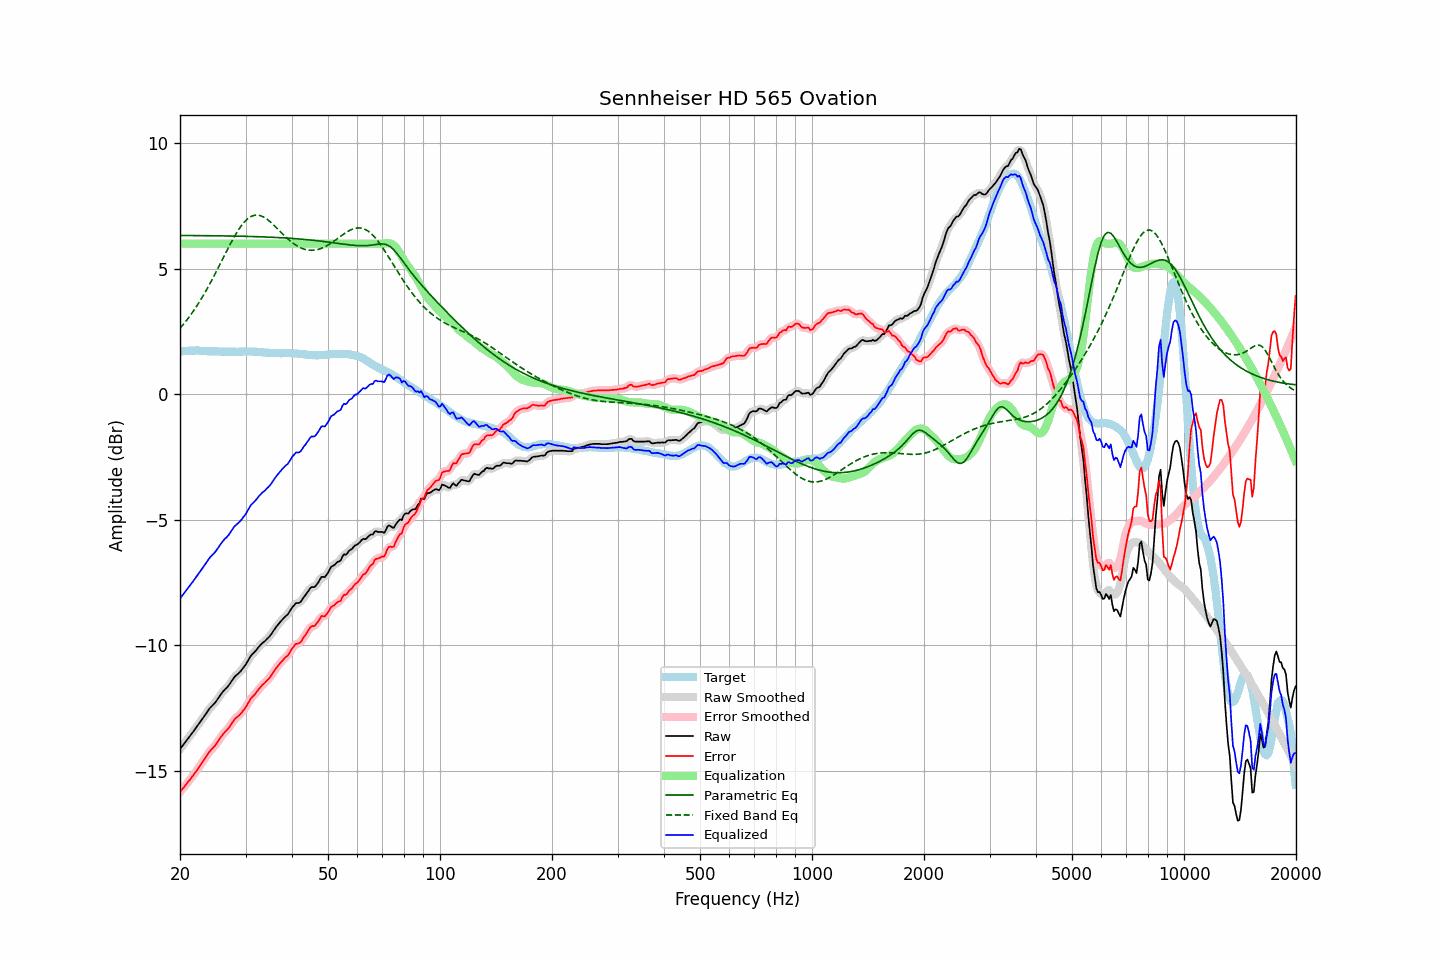 Sennheiser HD 565 Ovation
Amplitude (dBr)
10
5
0
−5
−10
−15
Target
Raw Smoothed
Error Smoothed
Raw
Error
Equalization
Parametric Eq
Fixed Band Eq
Equalized
20 50 100 200 500 1000 2000 5000 10000 20000
Frequency (Hz)